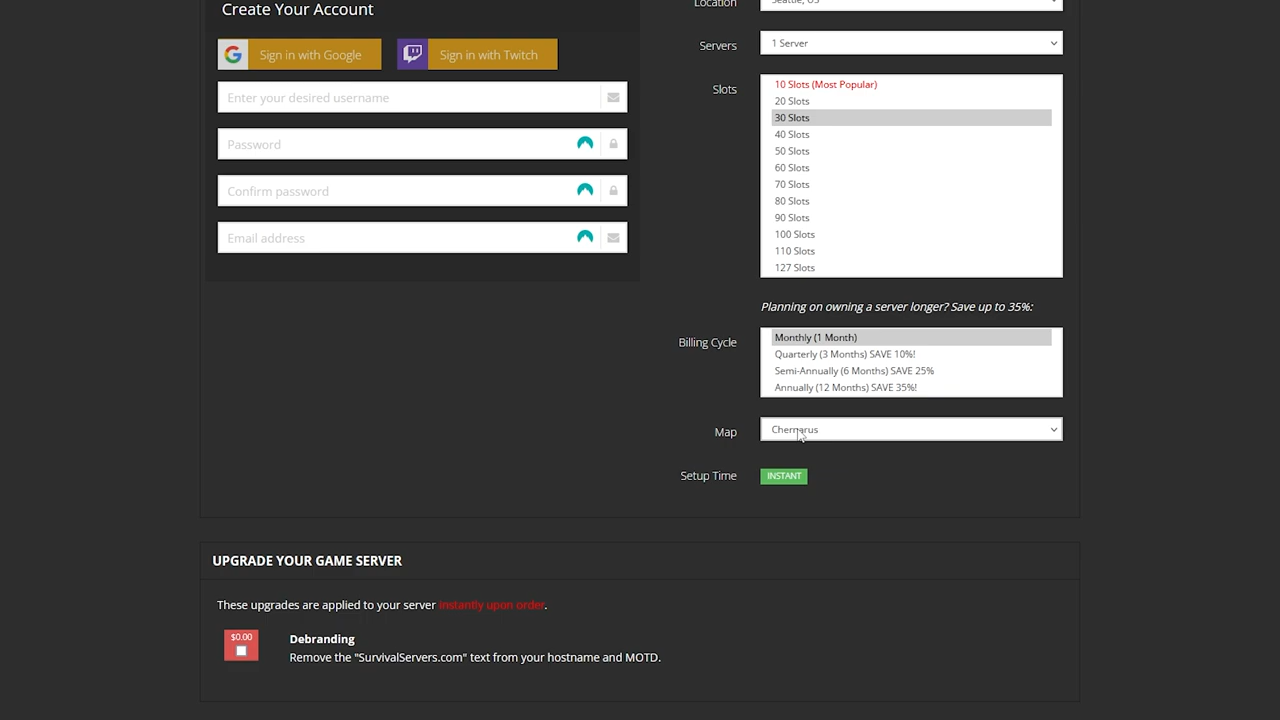 Create Your Account
Sign in with Google
Sign in with Twitch
Enter your desired username
Password
Confirm password
Email address
Location
Seattle, US
Servers
1 Server
Slots
10 Slots (Most Popular)
20 Slots
30 Slots
40 Slots
50 Slots
60 Slots
70 Slots
80 Slots
90 Slots
100 Slots
110 Slots
127 Slots
Planning on owning a server longer? Save up to 35%:
Billing Cycle
Monthly (1 Month)
Quarterly (3 Months) SAVE 10%!
Semi-Annually (6 Months) SAVE 25%
Annually (12 Months) SAVE 35%!
Map
Chernarus
Setup Time
INSTANT
UPGRADE YOUR GAME SERVER
These upgrades are applied to your server instantly upon order.
$0.00
Debranding
Remove the "SurvivalServers.com" text from your hostname and MOTD.